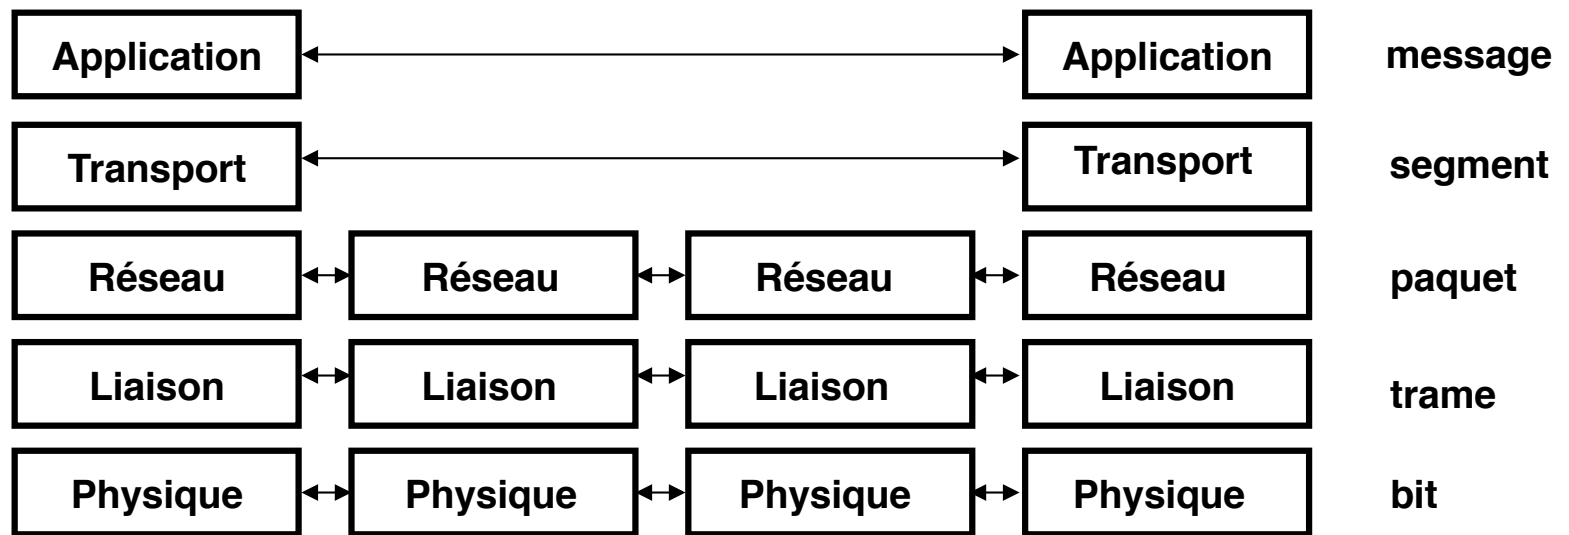 Application Application message
Transport Transport segment
Réseau Réseau Réseau Réseau paquet
Liaison Liaison Liaison Liaison trame
Physique Physique Physique Physique bit